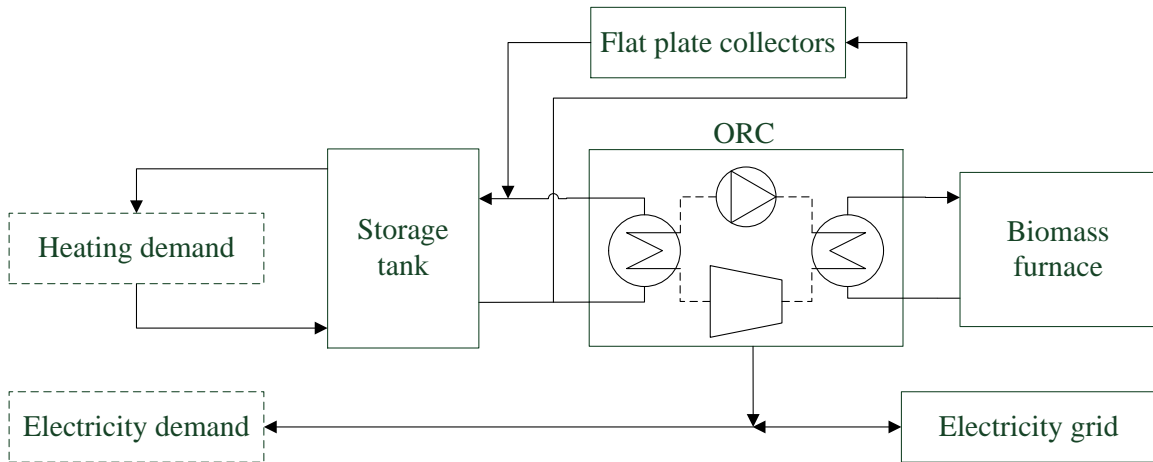 Flat plate collectors
ORC
Heating demand
Storage
tank
Biomass
furnace
Electricity demand
Electricity grid